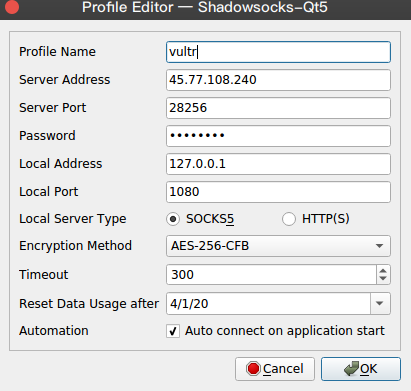 Profile Editor — Shadowsocks-Qt5
Profile Name vultr
Server Address 45.77.108.240
Server Port 28256
Password ••••••••
Local Address 127.0.0.1
Local Port 1080
Local Server Type SOCKS5 HTTP(S)
Encryption Method AES-256-CFB
Timeout 300
Reset Data Usage after 4/1/20
Automation Auto connect on application start
Cancel OK